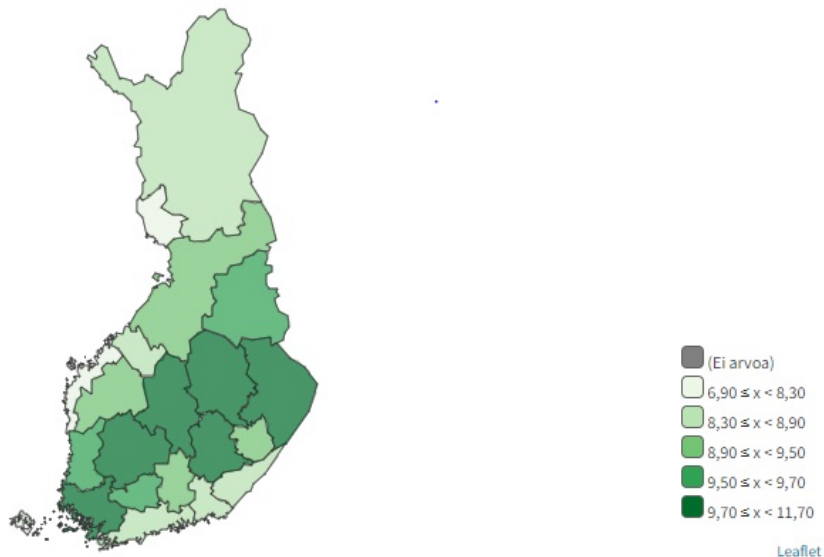 (Ei arvoa)
6,90 ≤ x < 8,30
8,30 ≤ x < 8,90
8,90 ≤ x < 9,50
9,50 ≤ x < 9,70
9,70 ≤ x < 11,70
Leaflet